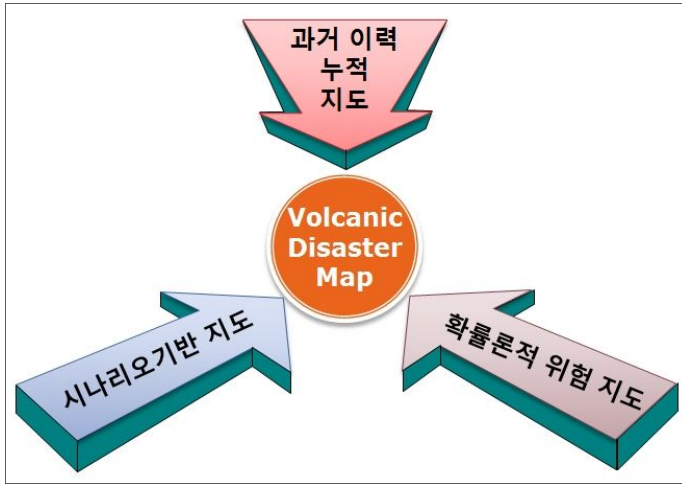 과거 이력
누적
지도
Volcanic
Disaster
Map
시나리오기반 지도
확률론적 위험 지도